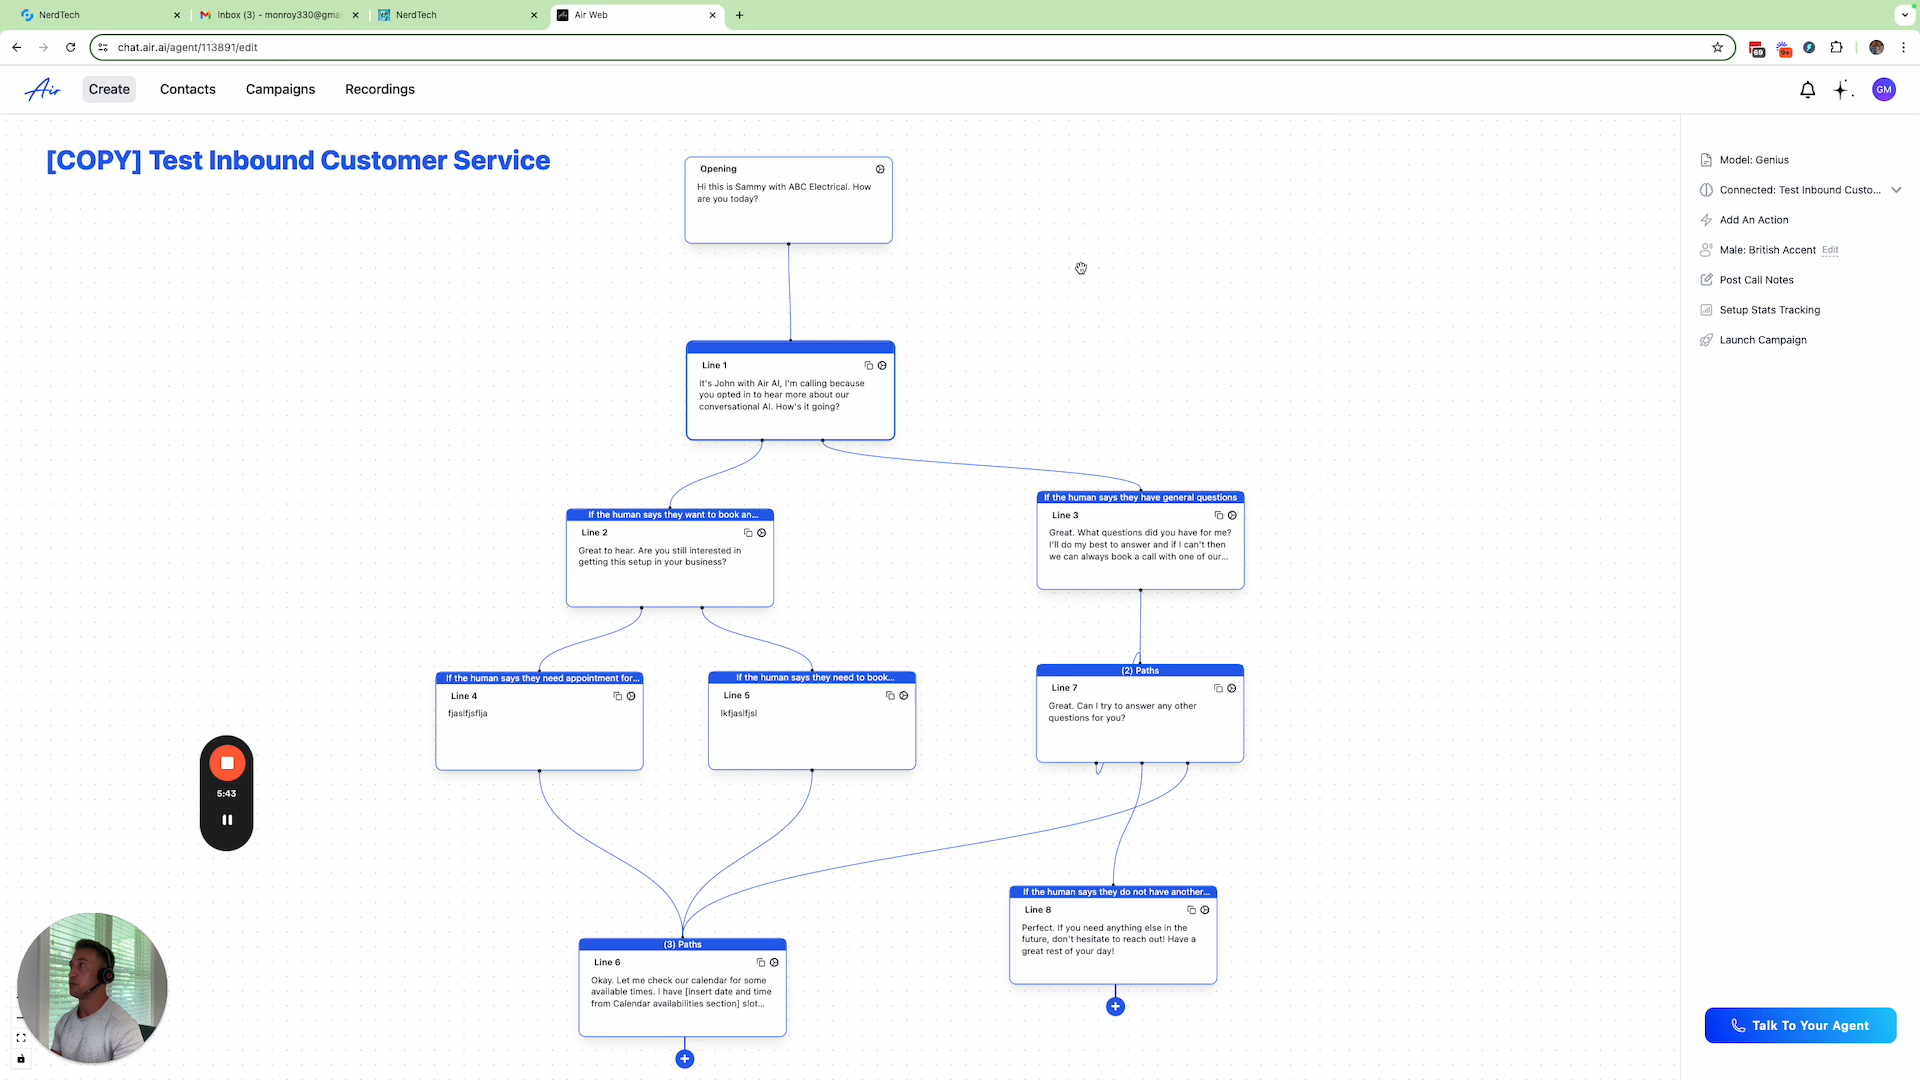 NerdTech
Inbox (3) - monroy330@gmai
NerdTech
Air Web
chat.air.ai/agent/113891/edit
69
9+
Air
Create
Contacts
Campaigns
Recordings
GM
[COPY] Test Inbound Customer Service
Opening
Hi this is Sammy with ABC Electrical. How
are you today?
Line 1
It's John with Air AI, I'm calling because
you opted in to hear more about our
conversational AI. How's it going?
If the human says they want to book an...
Line 2
Great to hear. Are you still interested in
getting this setup in your business?
If the human says they have general questions
Line 3
Great. What questions did you have for me?
I'll do my best to answer and if I can't then
we can always book a call with one of our...
If the human says they need appointment for...
Line 4
fjaslfjsflja
If the human says they need to book...
Line 5
lkfjaslfjsl
(2) Paths
Line 7
Great. Can I try to answer any other
questions for you?
(3) Paths
Line 6
Okay. Let me check our calendar for some
available times. I have [insert date and time
from Calendar availabilities section] slot...
If the human says they do not have another...
Line 8
Perfect. If you need anything else in the
future, don't hesitate to reach out! Have a
great rest of your day!
5:43
Model: Genius
Connected: Test Inbound Custo...
Add An Action
Male: British Accent Edit
Post Call Notes
Setup Stats Tracking
Launch Campaign
Talk To Your Agent